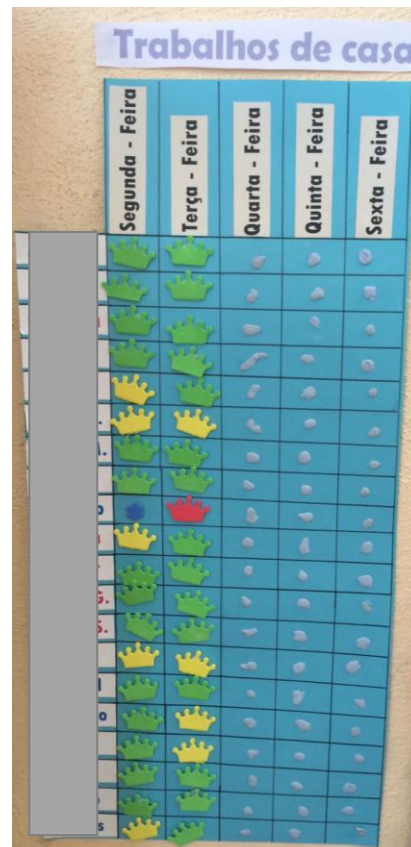 Trabalhos de casa
Segunda - Feira
Terça - Feira
Quarta - Feira
Quinta - Feira
Sexta - Feira
.
.
o
G.
S.
l
o
s